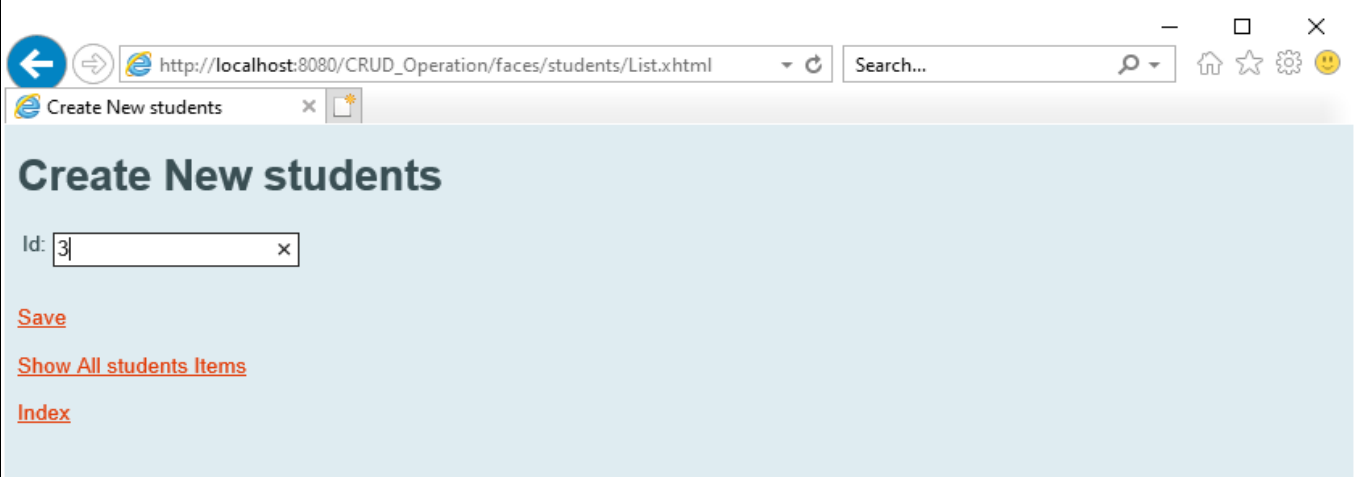 http://localhost:8080/CRUD_Operation/faces/students/List.xhtml
Search...
Create New students
Create New students
Id: 3
Save
Show All students Items
Index